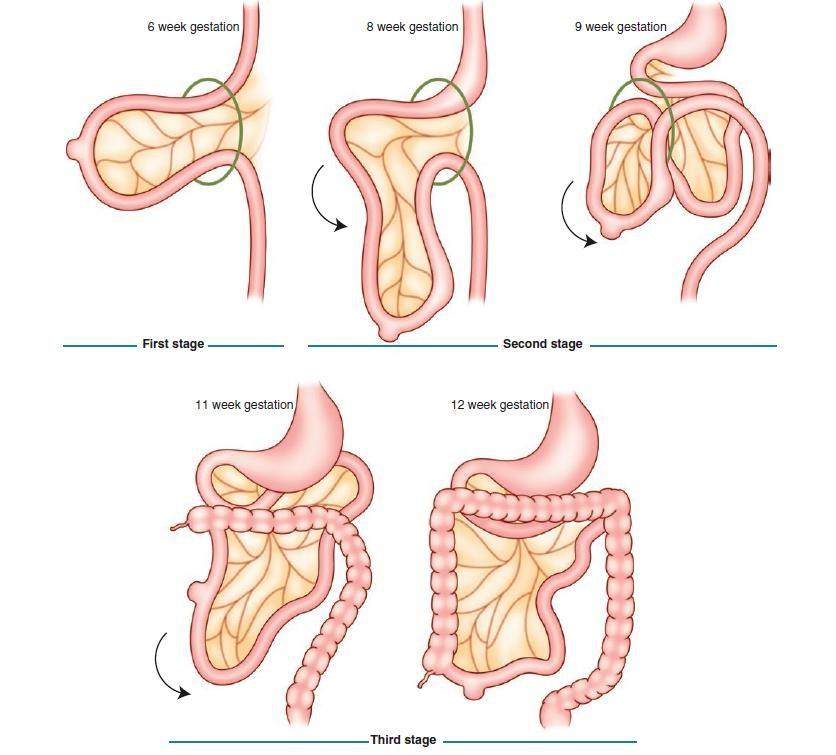 6 week gestation
8 week gestation
9 week gestation
First stage
Second stage
11 week gestation
12 week gestation
Third stage